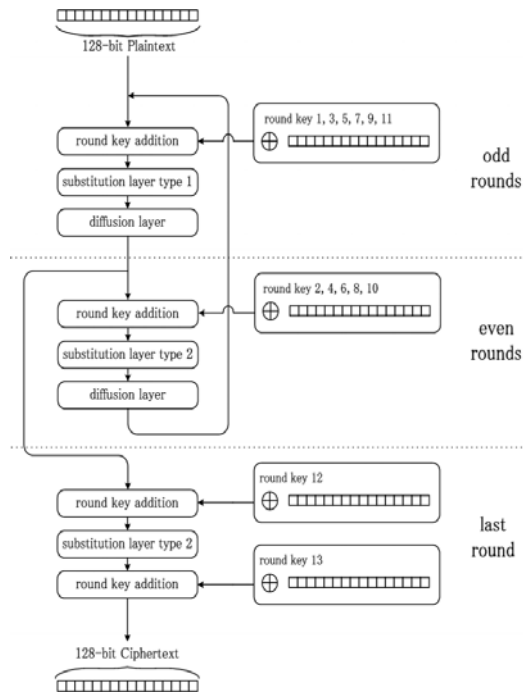 128-bit Plaintext
round key 1, 3, 5, 7, 9, 11
round key addition
substitution layer type 1
diffusion layer
odd
rounds
round key 2, 4, 6, 8, 10
round key addition
substitution layer type 2
diffusion layer
even
rounds
round key 12
round key addition
substitution layer type 2
round key 13
round key addition
last
round
128-bit Ciphertext